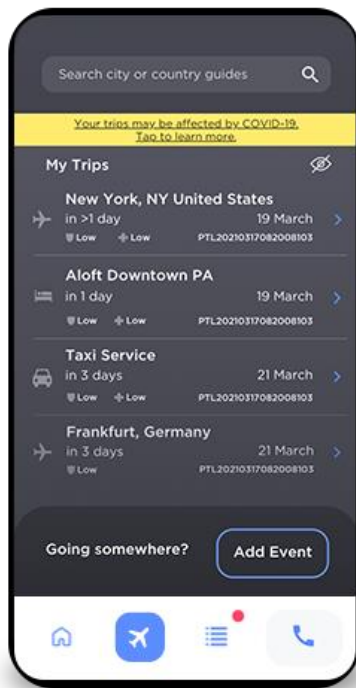 Search city or country guides
Your trips may be affected by COVID-19.
Tap to learn more.
My Trips
New York, NY United States
in >1 day 19 March
Low Low PTL20210317082008103
Aloft Downtown PA
in 1 day 19 March
Low Low PTL20210317082008103
Taxi Service
in 3 days 21 March
Low Low PTL20210317082008103
Frankfurt, Germany
in 3 days 21 March
Low PTL20210317082008103
Going somewhere? Add Event